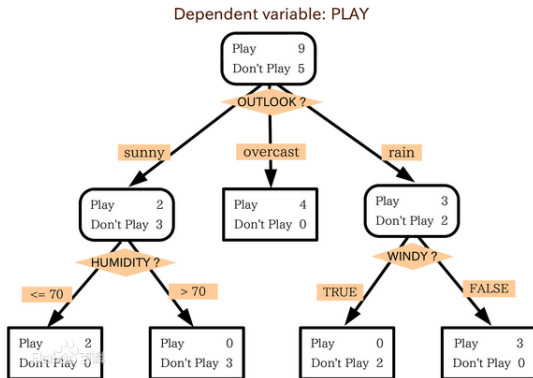 Dependent variable: PLAY
Play 9
Don't Play 5
OUTLOOK ?
sunny
overcast
rain
Play 2
Don't Play 3
Play 4
Don't Play 0
Play 3
Don't Play 2
HUMIDITY ?
WINDY ?
<= 70
> 70
TRUE
FALSE
Play 2
Don't Play 0
Play 0
Don't Play 3
Play 0
Don't Play 2
Play 3
Don't Play 0